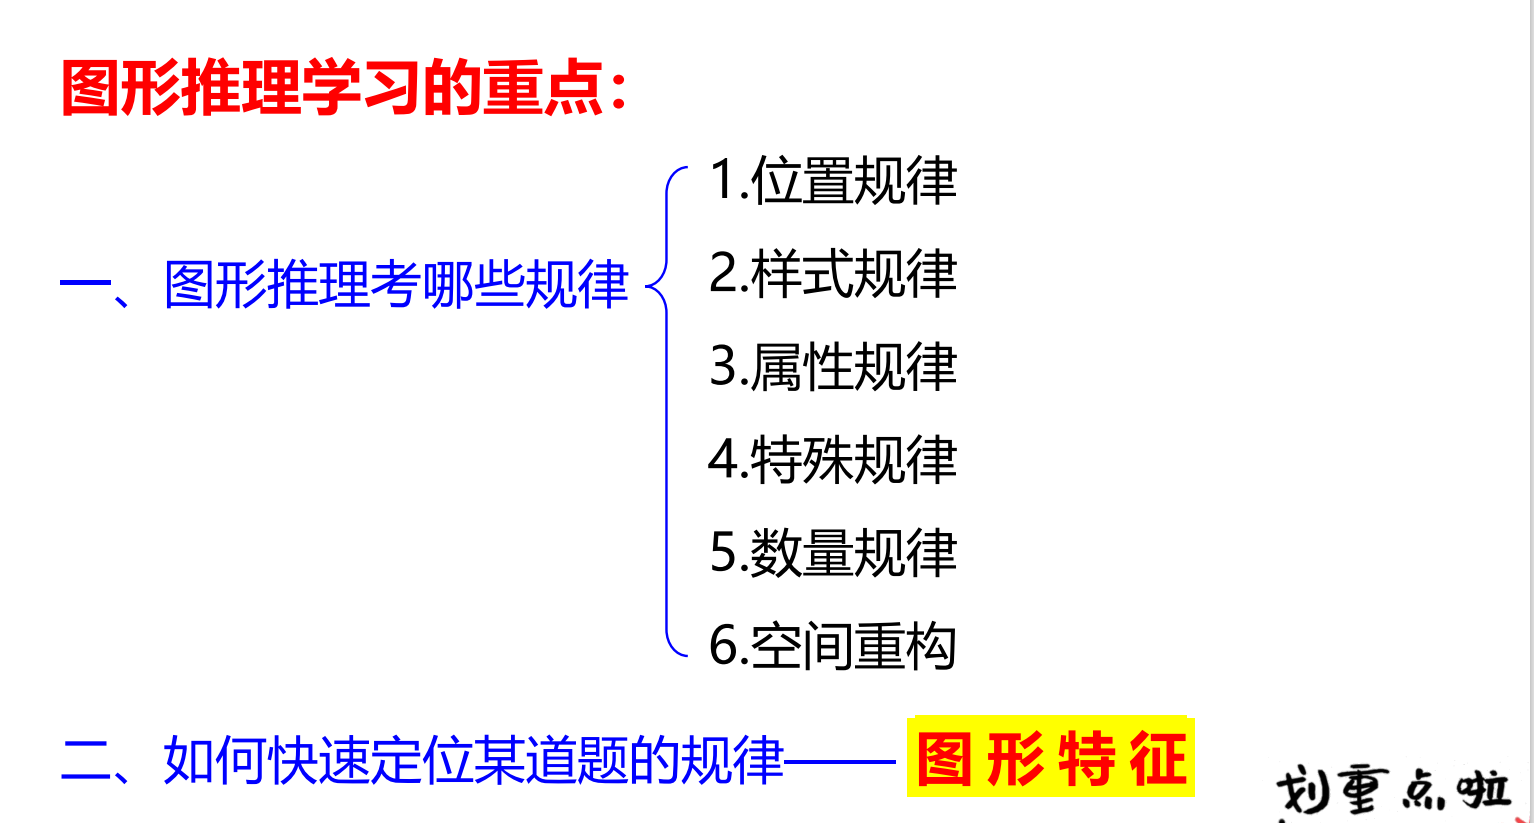 图形推理学习的重点：
一、图形推理考哪些规律
1.位置规律
2.样式规律
3.属性规律
4.特殊规律
5.数量规律
6.空间重构
二、如何快速定位某道题的规律——图形特征
划重点啦